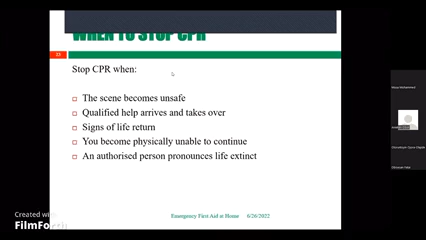 WHEN TO STOP CPR
33
Stop CPR when:
The scene becomes unsafe
Qualified help arrives and takes over
Signs of life return
You become physically unable to continue
An authorised person pronounces life extinct
Emergency First Aid at Home 6/26/2022
Created w
FilmFor